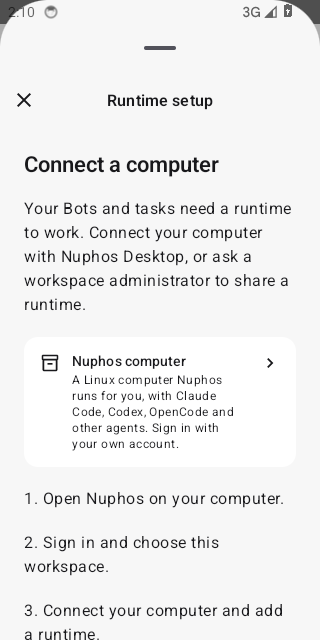 2:10
3G
Runtime setup
Connect a computer
Your Bots and tasks need a runtime
to work. Connect your computer
with Nuphos Desktop, or ask a
workspace administrator to share a
runtime.
Nuphos computer
A Linux computer Nuphos
runs for you, with Claude
Code, Codex, OpenCode and
other agents. Sign in with
your own account.
1. Open Nuphos on your computer.
2. Sign in and choose this
workspace.
3. Connect your computer and add
a runtime.